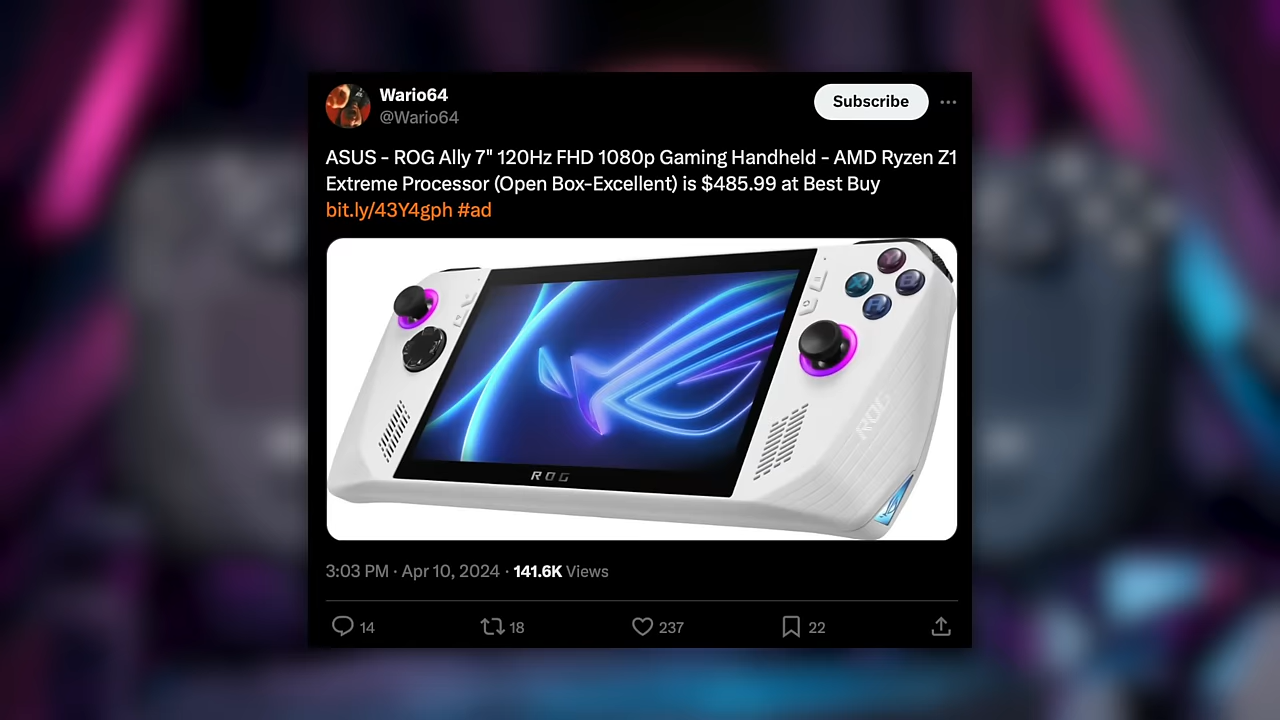 Wario64
@Wario64
Subscribe
ASUS - ROG Ally 7" 120Hz FHD 1080p Gaming Handheld - AMD Ryzen Z1
Extreme Processor (Open Box-Excellent) is $485.99 at Best Buy
bit.ly/43Y4gph #ad
Y
X
B
A
ROG
ROG
3:03 PM · Apr 10, 2024 · 141.6K Views
14
18
237
22